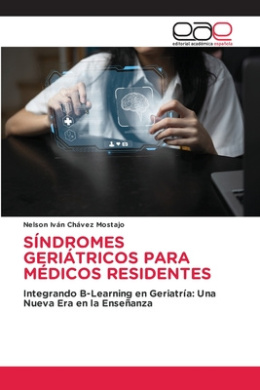 eae
editorial académica española
Nelson Iván Chávez Mostajo
SÍNDROMES
GERIÁTRICOS PARA
MÉDICOS RESIDENTES
Integrando B-Learning en Geriatría: Una
Nueva Era en la Enseñanza